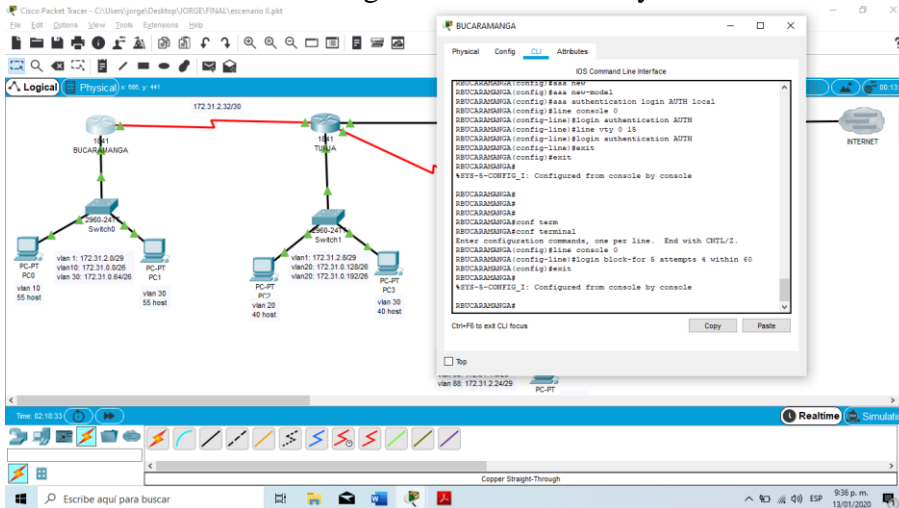 Cisco Packet Tracer - C:\Users\jorge\Desktop\JORGE\FINAL\escenario II.pkt
File Edit Options View Tools Extensions Help
Logical Physical x: 698, y: 441
00:13
172.31.2.32/30
1841
BUCARAMANGA
1841
TUNJA
INTERNET
2960-24TT
Switch0
2960-24TT
Switch1
PC-PT
PC0
vlan 1: 172.31.2.0/29
vlan10: 172.31.0.0/26
vlan 30: 172.31.0.64/26
PC-PT
PC1
vlan 10
55 host
vlan 30
55 host
vlan1: 172.31.2.8/29
vlan20: 172.31.0.128/26
vlan20: 172.31.0.192/26
PC-PT
PC2
PC-PT
PC3
vlan 20
40 host
vlan 30
40 host
BUCARAMANGA
Physical Config CLI Attributes
IOS Command Line Interface
RBUCARAMANGA(config)#aaa new
RBUCARAMANGA(config)#aaa new-model
RBUCARAMANGA(config)#aaa authentication login AUTH local
RBUCARAMANGA(config)#line console 0
RBUCARAMANGA(config-line)#login authentication AUTH
RBUCARAMANGA(config-line)#line vty 0 15
RBUCARAMANGA(config-line)#login authentication AUTH
RBUCARAMANGA(config-line)#exit
RBUCARAMANGA(config)#exit
RBUCARAMANGA#
%SYS-5-CONFIG_I: Configured from console by console
RBUCARAMANGA#
RBUCARAMANGA#
RBUCARAMANGA#
RBUCARAMANGA#conf term
RBUCARAMANGA#conf terminal
Enter configuration commands, one per line. End with CNTL/Z.
RBUCARAMANGA(config)#line console 0
RBUCARAMANGA(config-line)#login block-for 5 attempts 4 within 60
RBUCARAMANGA(config)#exit
RBUCARAMANGA#
%SYS-5-CONFIG_I: Configured from console by console
RBUCARAMANGA#
Ctrl+F6 to exit CLI focus
Copy Paste
Top
vlan 88: 172.31.2.24/29
PC-PT
Time: 02:18:33
Realtime Simulati
Copper Straight-Through
Escribe aquí para buscar
ESP
9:36 p. m.
13/01/2020